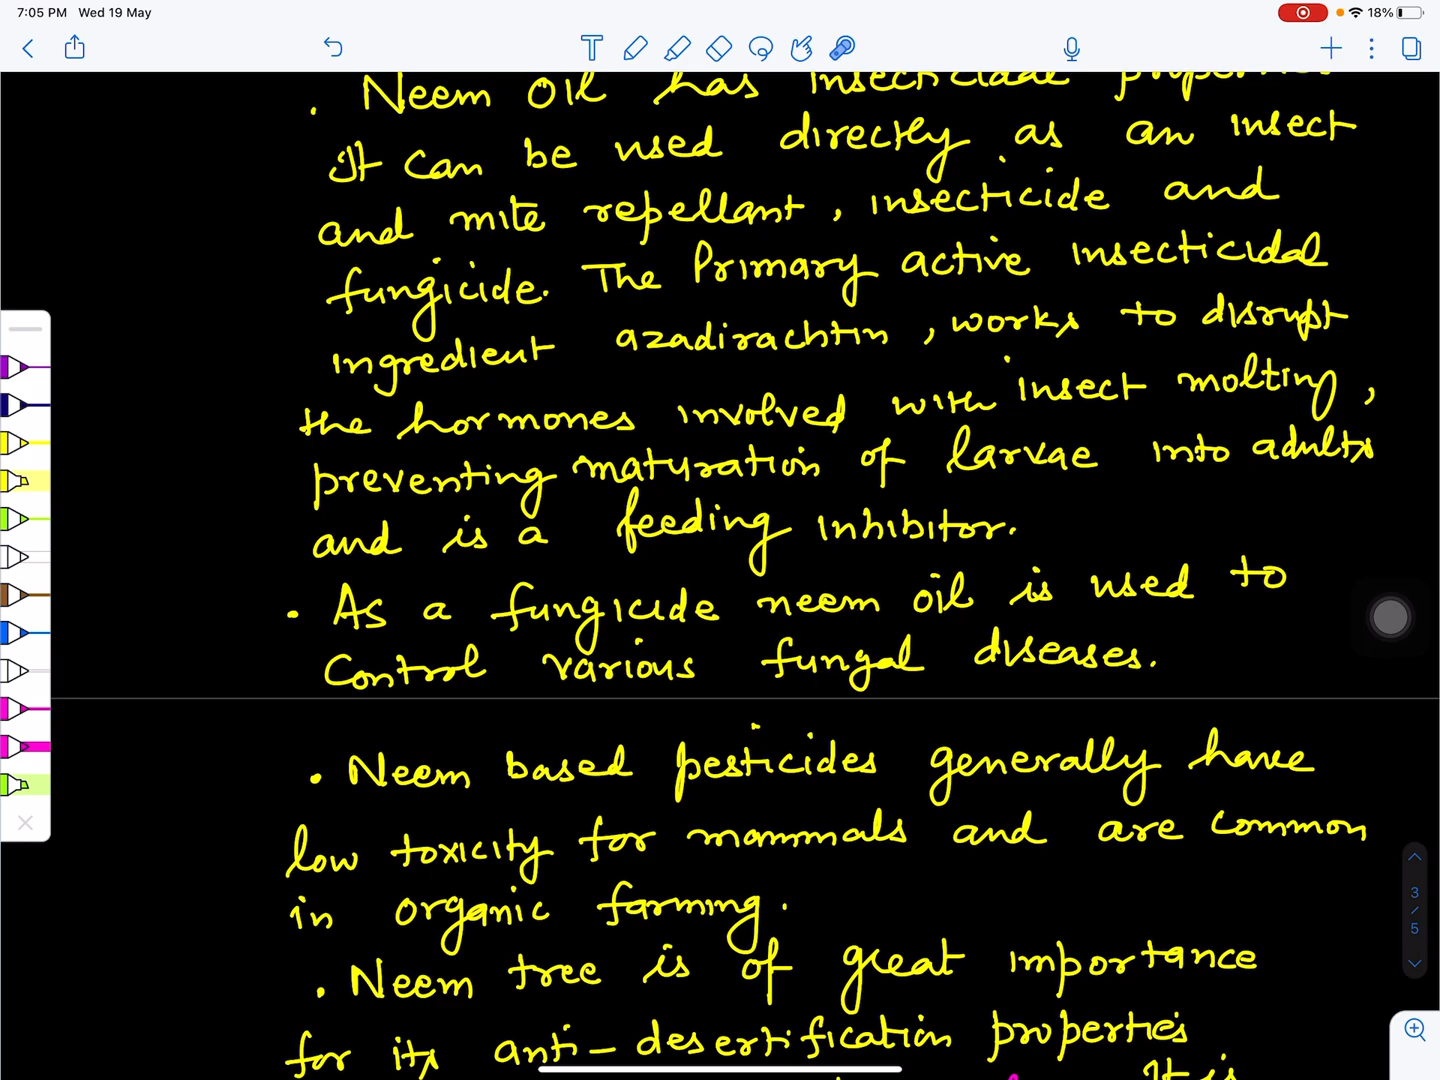 7:05 PM Wed 19 May
18%
. Neem Oil has insecticidal properties
It can be used directly as an insect
and mite repellant, insecticide and
fungicide. The Primary active insecticidal
ingredient azadirachtin, works to disrupt
the hormones involved with insect molting,
preventing maturation of larvae into adults
and is a feeding inhibitor.
. As a fungicide neem oil is used to
Control various fungal diseases.
. Neem based pesticides generally have
low toxicity for mammals and are common
in organic farming.
. Neem tree is of great importance
for its anti-desertification properties
It is
3
/
5